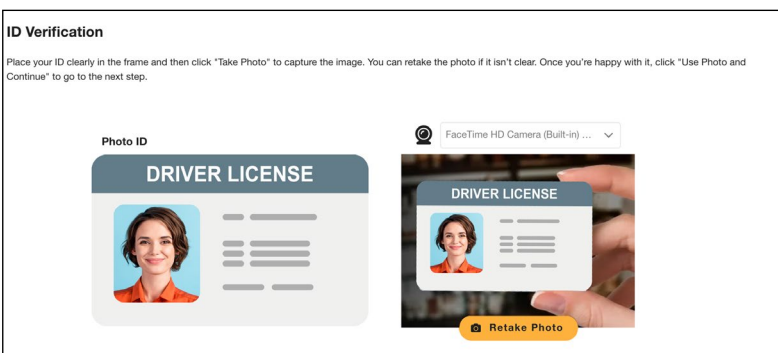 ID Verification
Place your ID clearly in the frame and then click "Take Photo" to capture the image. You can retake the photo if it isn't clear. Once you're happy with it, click "Use Photo and
Continue" to go to the next step.
Photo ID
FaceTime HD Camera (Built-in) ...
DRIVER LICENSE
DRIVER LICENSE
Retake Photo